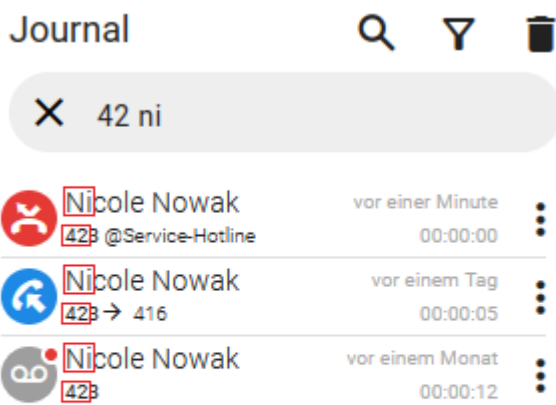 Journal
42 ni
Nicole Nowak vor einer Minute
423 @Service-Hotline 00:00:00
Nicole Nowak vor einem Tag
423→ 416 00:00:05
Nicole Nowak vor einem Monat
423 00:00:12